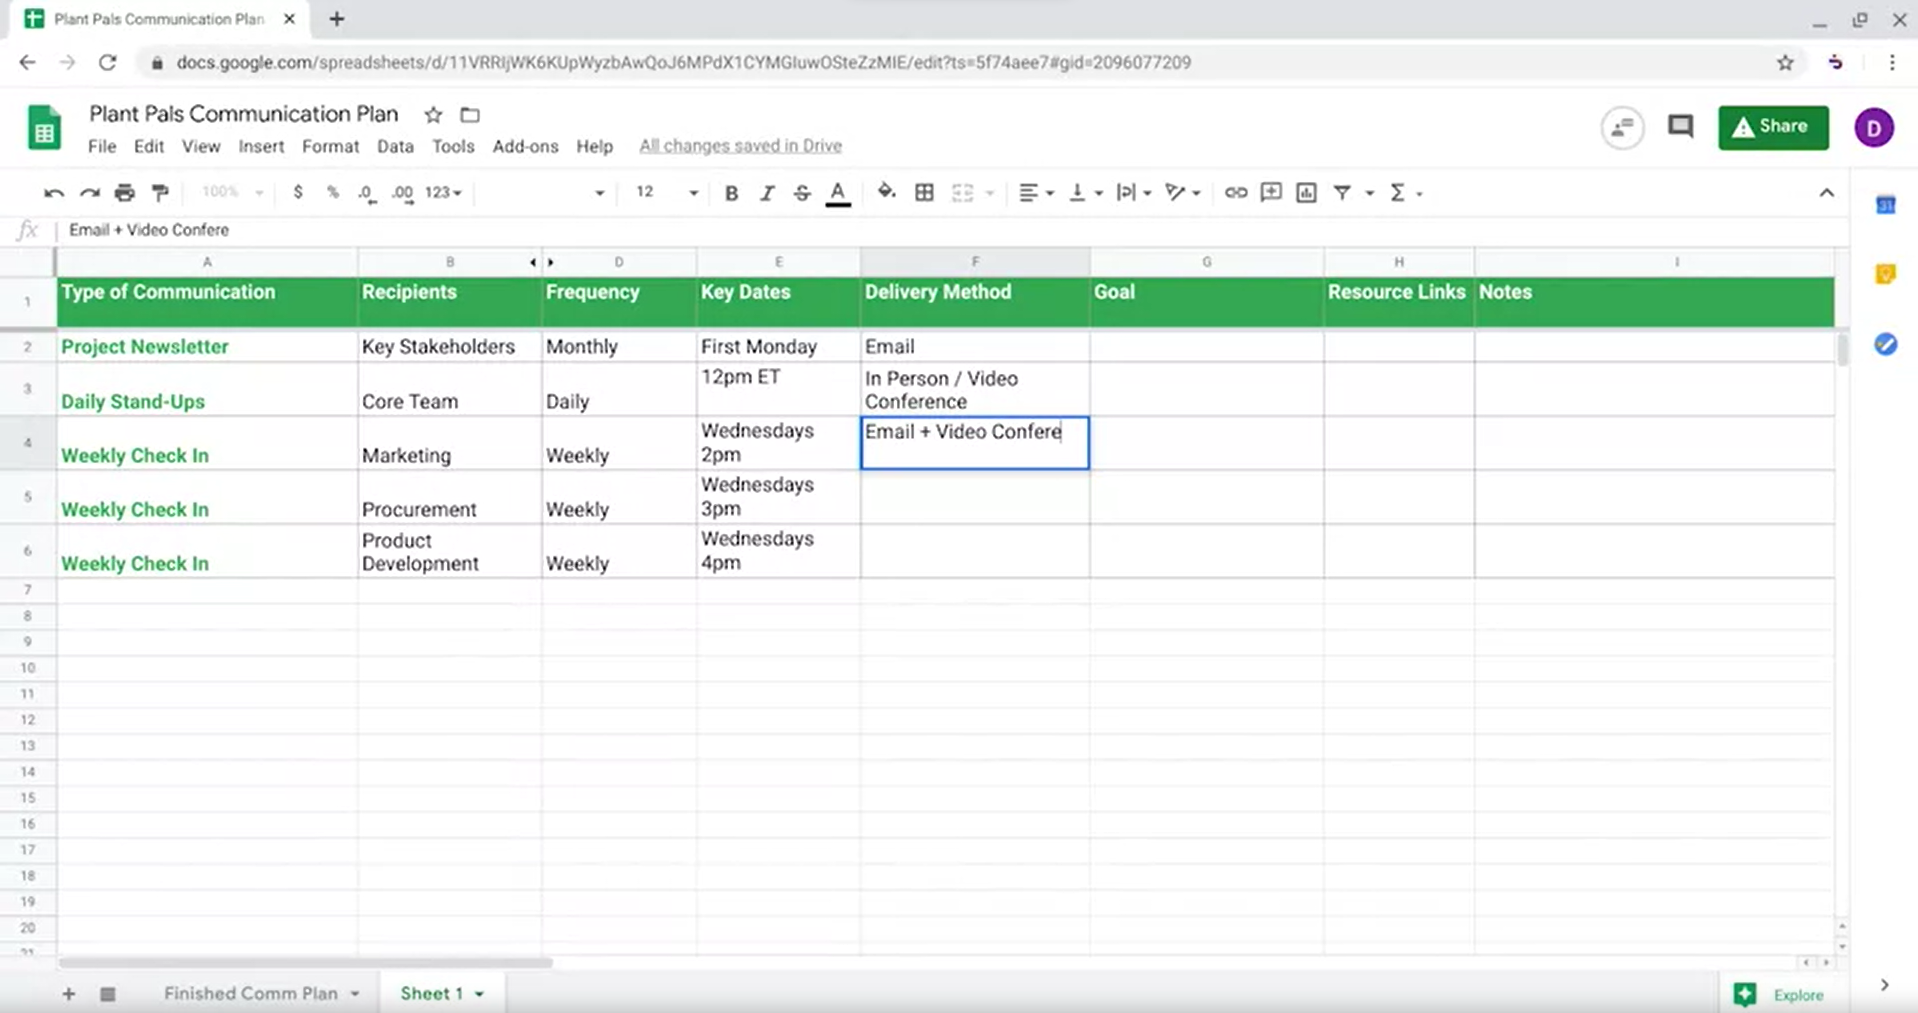 Plant Pals Communication Plan
docs.google.com/spreadsheets/d/11VRRIjWK6KUpWyzbAwQoJ6MPdX1CYMGIuwOSteZzMIE/edit?ts=5f74aee7#gid=2096077209
Plant Pals Communication Plan
File Edit View Insert Format Data Tools Add-ons Help All changes saved in Drive
Share
D
100% $ % .0 .00 123 12 B I S A
fx Email + Video Confere
A B D E F G H I
1 Type of Communication Recipients Frequency Key Dates Delivery Method Goal Resource Links Notes
2 Project Newsletter Key Stakeholders Monthly First Monday Email
3 Daily Stand-Ups Core Team Daily 12pm ET In Person / Video
Conference
4 Weekly Check In Marketing Weekly Wednesdays
2pm Email + Video Confere
5 Weekly Check In Procurement Weekly Wednesdays
3pm
6 Weekly Check In Product
Development Weekly Wednesdays
4pm
7
8
9
10
11
12
13
14
15
16
17
18
19
20
21
Finished Comm Plan Sheet 1 Explore
31